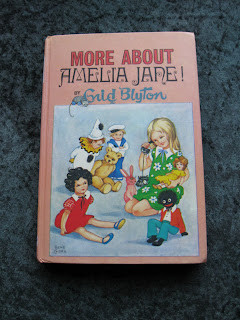 MORE ABOUT
AMELIA JANE!
BY Enid Blyton